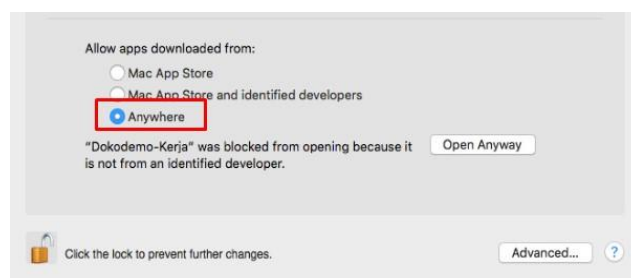 Allow apps downloaded from:
Mac App Store
Mac App Store and identified developers
Anywhere
"Dokodemo-Kerja" was blocked from opening because it
is not from an identified developer.
Open Anyway
Click the lock to prevent further changes.
Advanced...
?